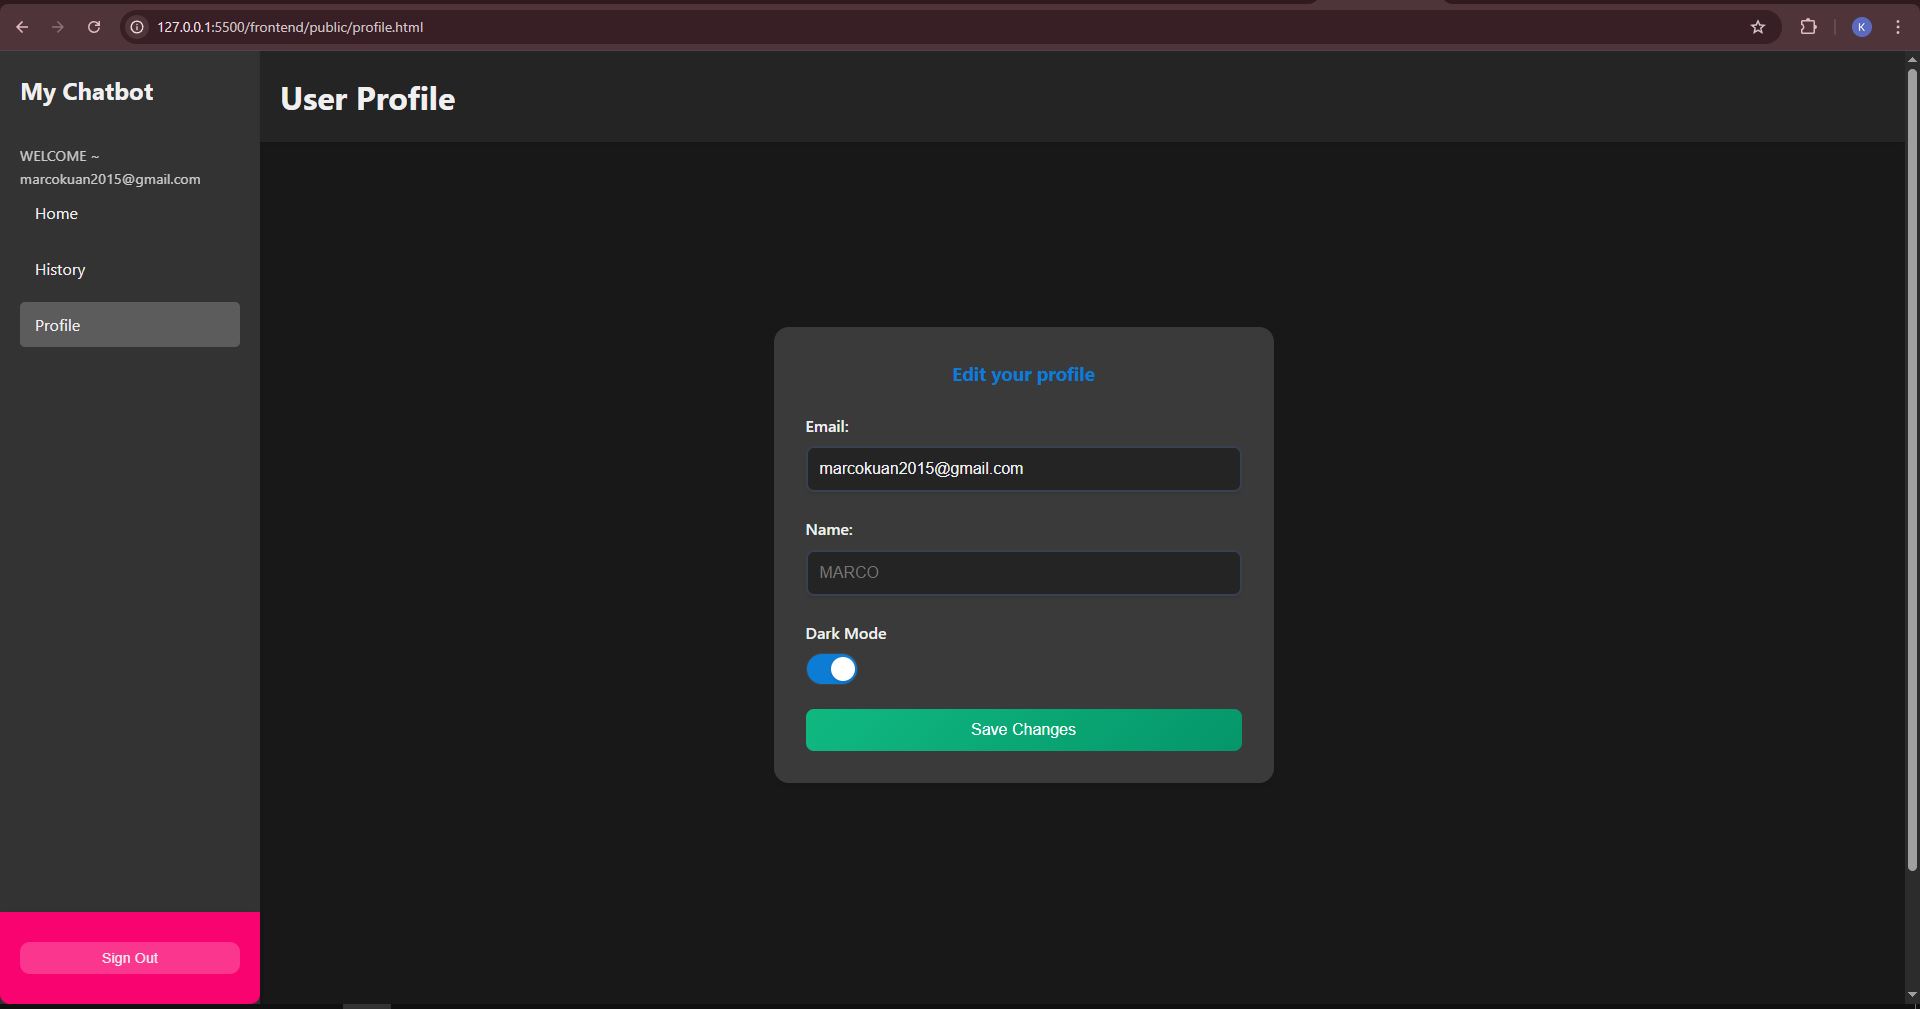 127.0.0.1:5500/frontend/public/profile.html
K
My Chatbot
User Profile
WELCOME ~
marcokuan2015@gmail.com
Home
History
Profile
Edit your profile
Email:
marcokuan2015@gmail.com
Name:
MARCO
Dark Mode
Save Changes
Sign Out